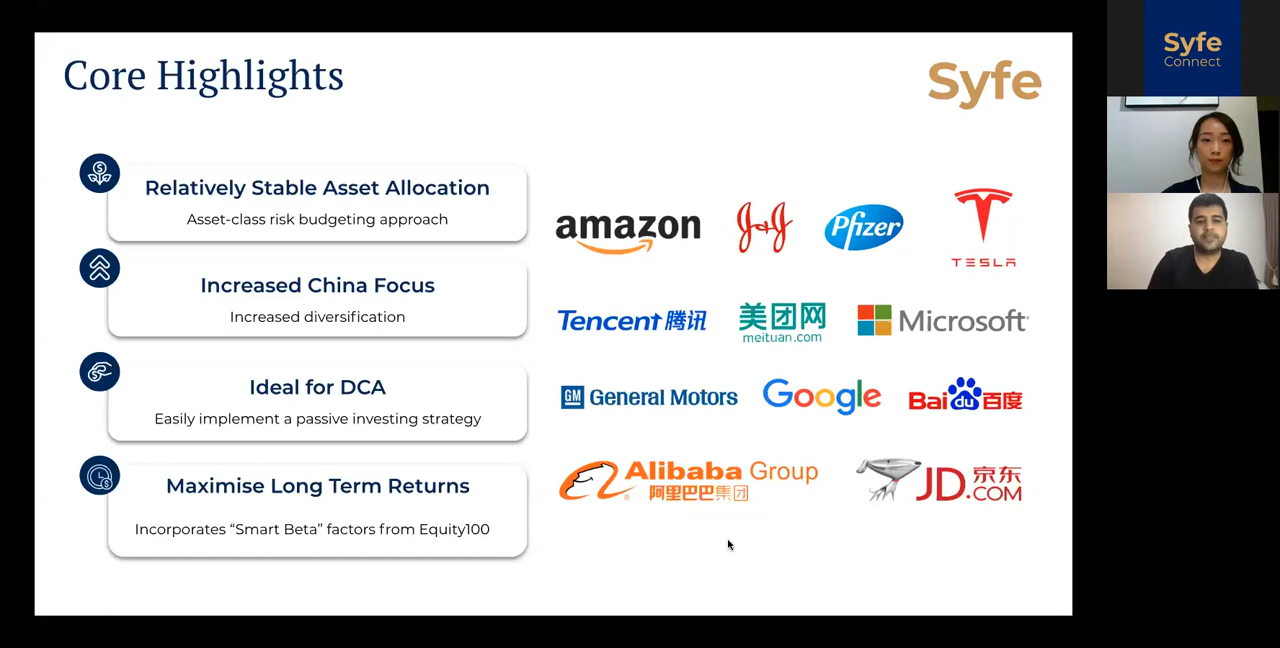 Core Highlights
Syfe
Relatively Stable Asset Allocation
Asset-class risk budgeting approach
Increased China Focus
Increased diversification
Ideal for DCA
Easily implement a passive investing strategy
Maximise Long Term Returns
Incorporates “Smart Beta” factors from Equity100
amazon
J&J
Pfizer
TESLA
Tencent 腾讯
美团网
meituan.com
Microsoft
GM General Motors
Google
Bai du 百度
Alibaba Group
阿里巴巴集团
JD.COM 京东
Syfe
Connect